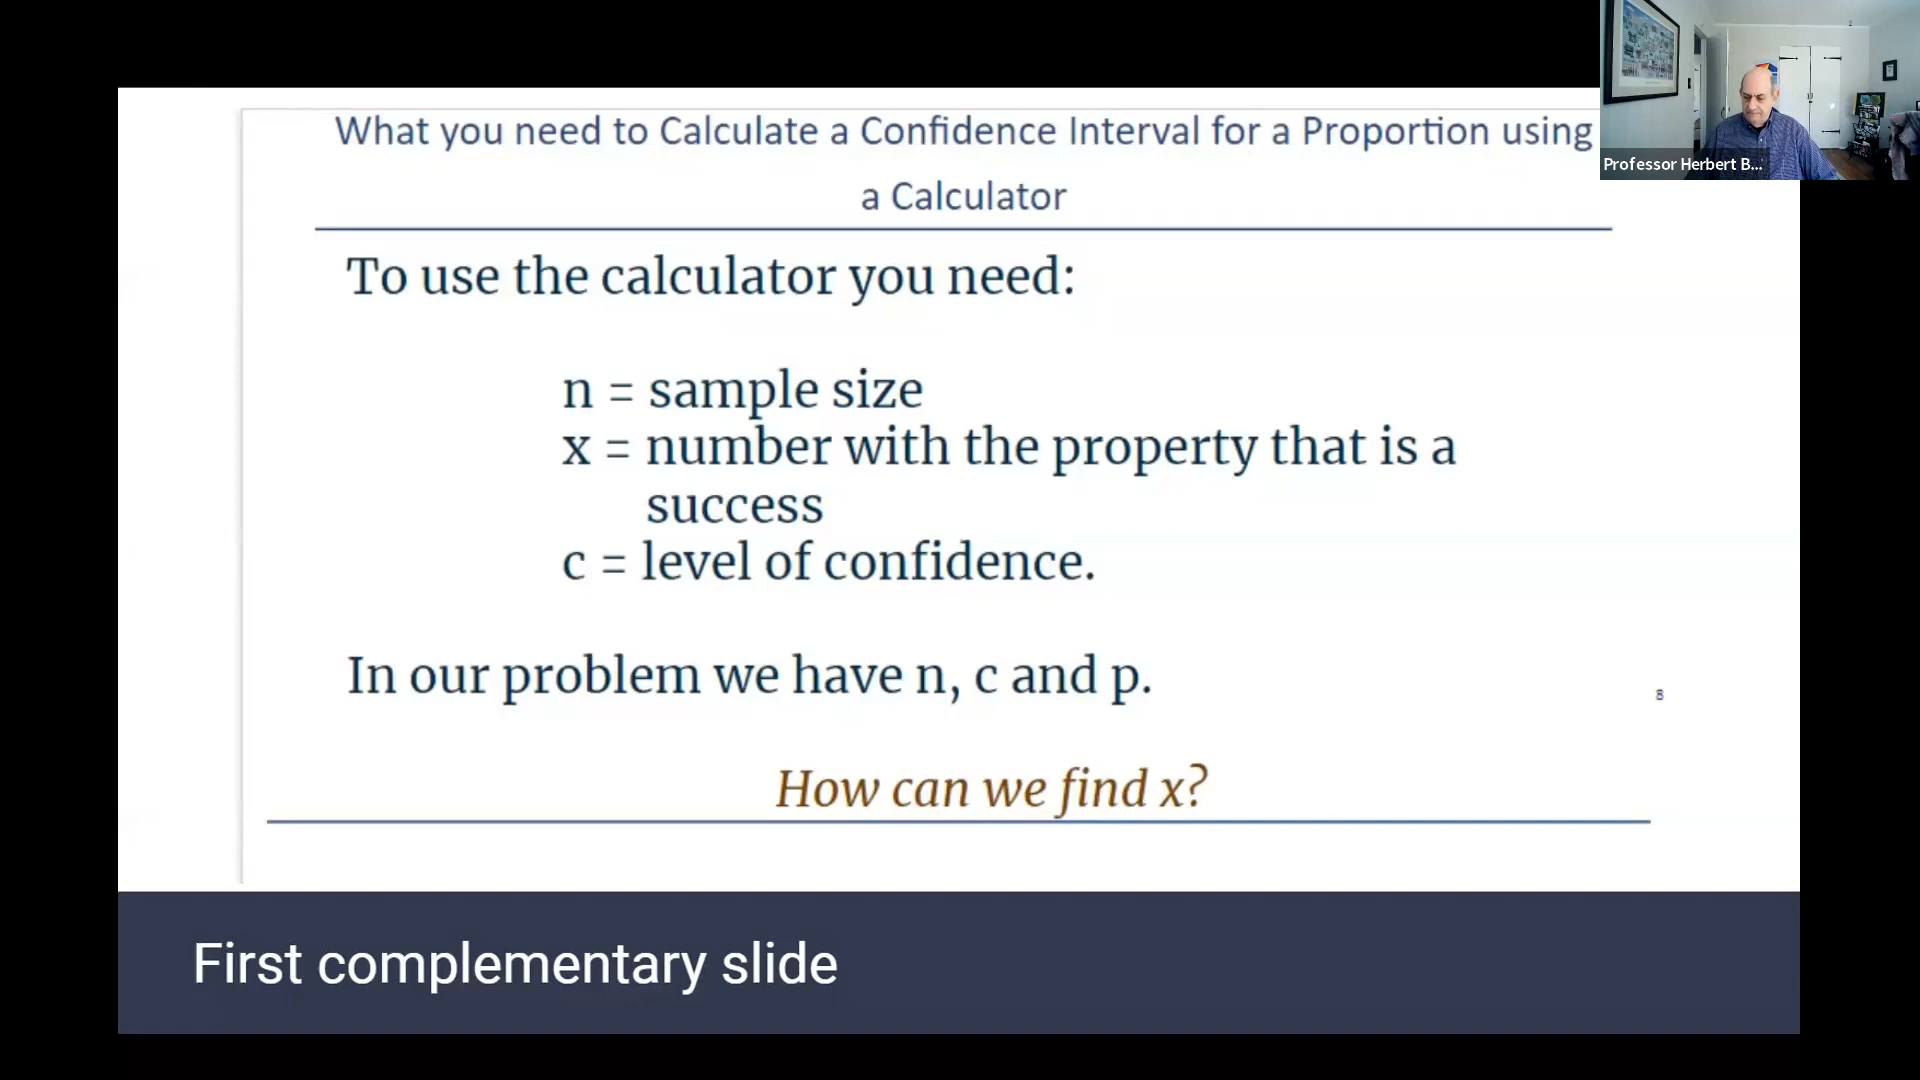 What you need to Calculate a Confidence Interval for a Proportion using
a Calculator
Professor Herbert B...
To use the calculator you need:
n = sample size
x = number with the property that is a
success
c = level of confidence.
In our problem we have n, c and p.
8
How can we find x?
First complementary slide